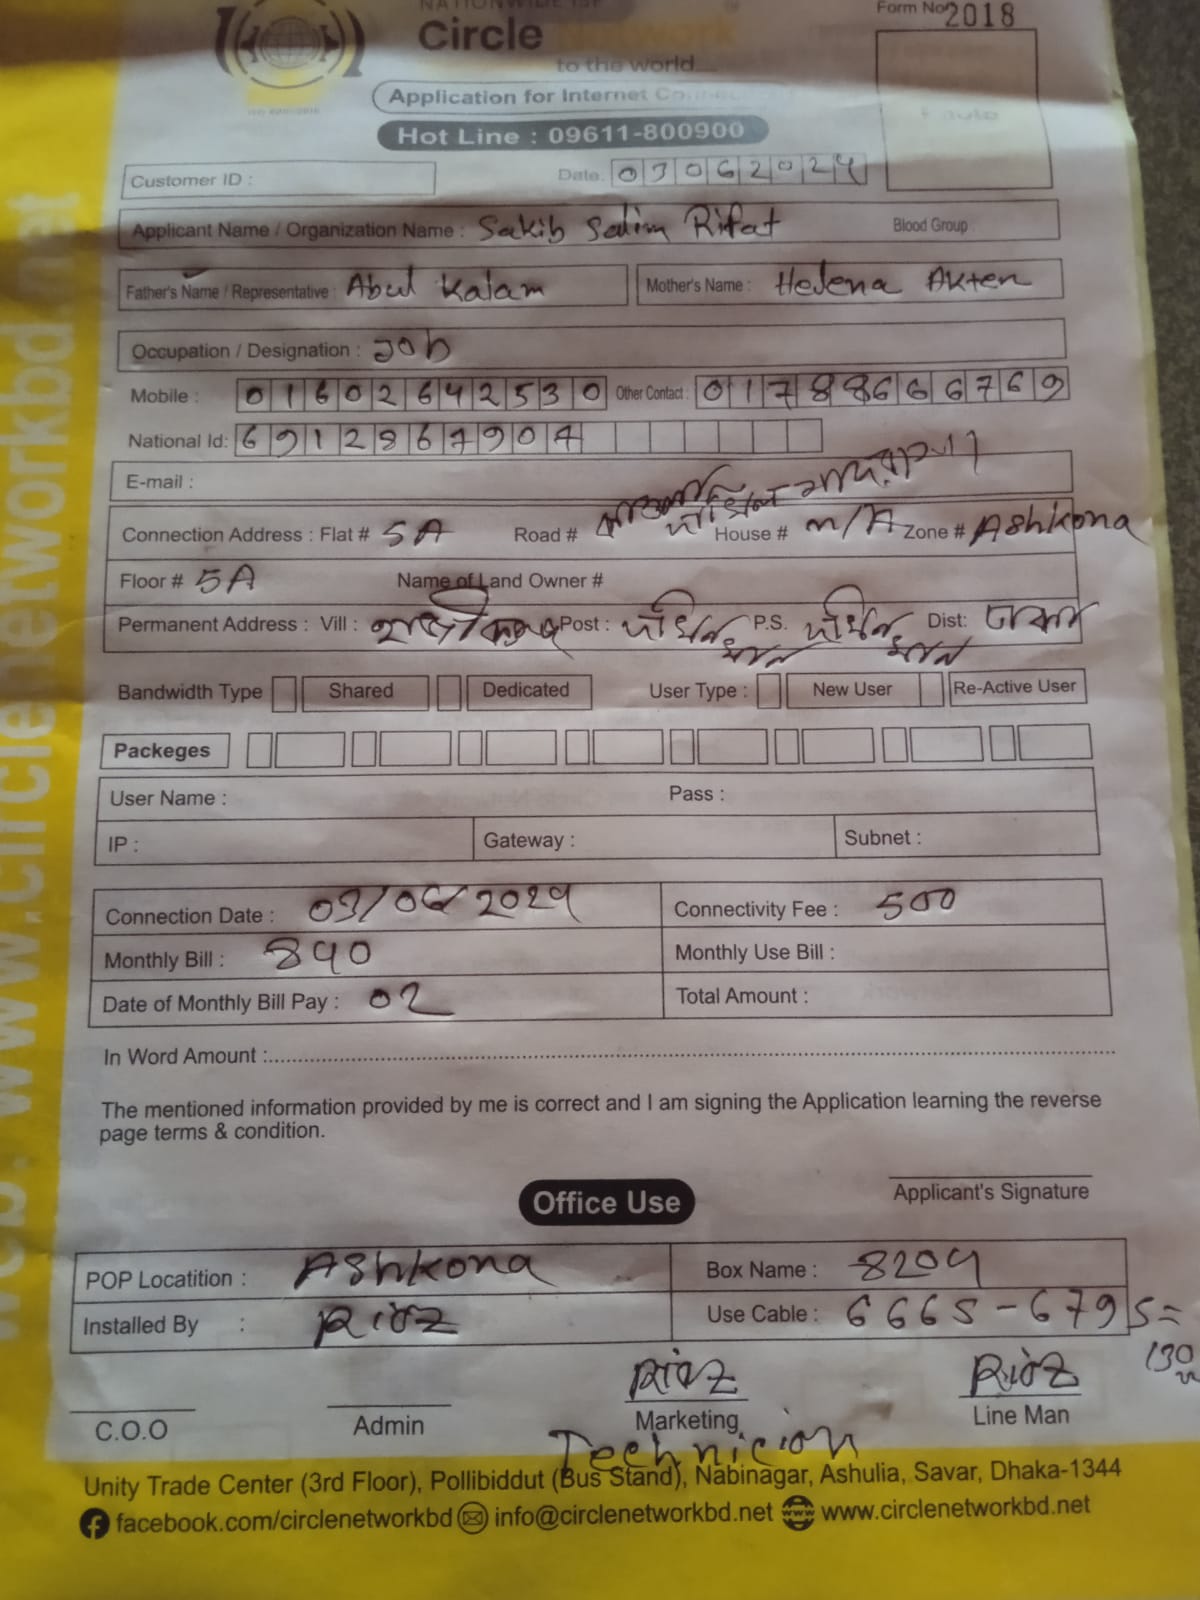 NATIONWIDE ISP
Form No 2018
Circle Network
to the world...
Application for Internet
Hot Line : 09611-800900
Customer ID :
Date: 03062024
Applicant Name / Organization Name : Sakib Salim Rifat Blood Group
Father's Name / Representative : Abul Kalam Mother's Name : Helena Akter
Occupation / Designation : Job
Mobile : 01602642530 Other Contact : 01788666769
National Id:
E-mail :
Connection Address : Flat # 5A Road # House # n/A Zone # Ashkona
Floor # 5A Name of Land Owner #
Permanent Address : Vill : Post : P.S. Dist: ঢাকা
Bandwidth Type Shared Dedicated User Type : New User Re-Active User
Packeges
User Name : Pass :
IP : Gateway : Subnet :
Connection Date : 03/06/2024 Connectivity Fee : 500
Monthly Bill : 890 Monthly Use Bill :
Date of Monthly Bill Pay : 02 Total Amount :
In Word Amount :
The mentioned information provided by me is correct and I am signing the Application learning the reverse
page terms & condition.
Applicant's Signature
Office Use
POP Locatition : Ashkona Box Name : 8204
Installed By : Riaz Use Cable : 6665-6795=
130
Riaz Riaz
C.O.O Admin Marketing Line Man
Technician
Unity Trade Center (3rd Floor), Pollibiddut (Bus Stand), Nabinagar, Ashulia, Savar, Dhaka-1344
facebook.com/circlenetworkbd info@circlenetworkbd.net www.circlenetworkbd.net
web: www.circlenetworkbd.net